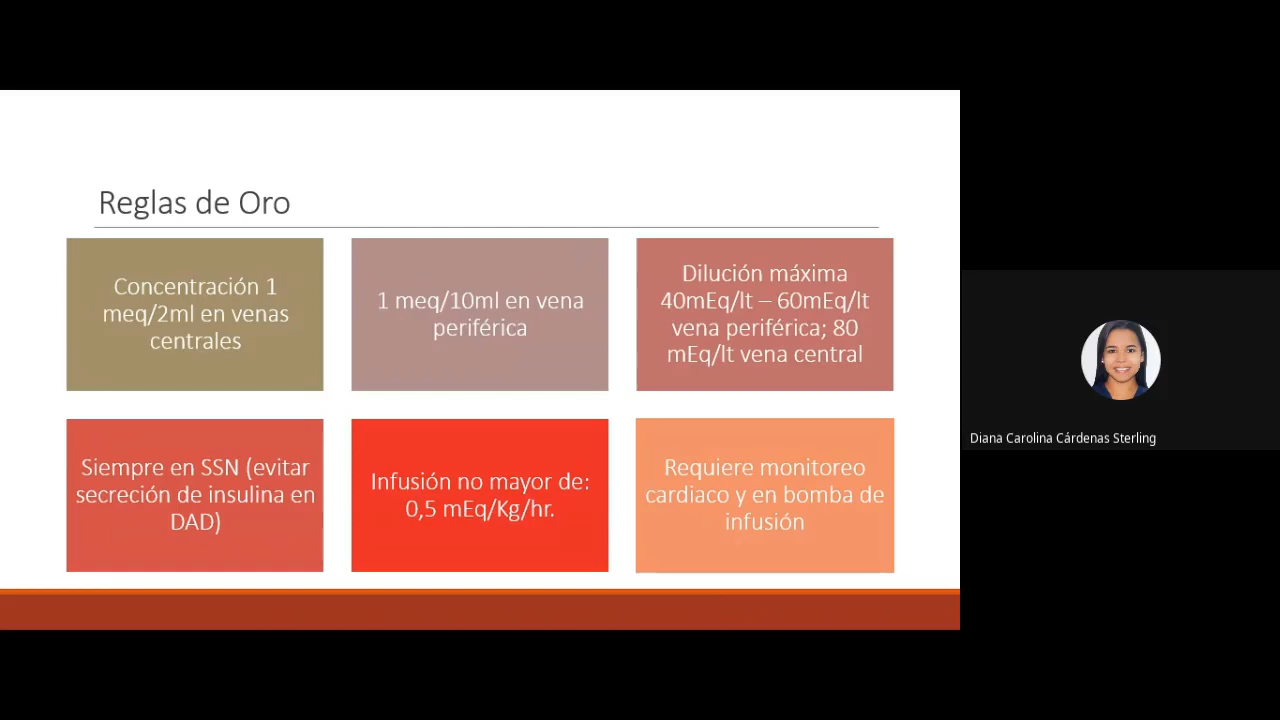 Reglas de Oro
Concentración 1
meq/2ml en venas
centrales
1 meq/10ml en vena
periférica
Dilución máxima
40mEq/lt – 60mEq/lt
vena periférica; 80
mEq/lt vena central
Siempre en SSN (evitar
secreción de insulina en
DAD)
Infusión no mayor de:
0,5 mEq/Kg/hr.
Requiere monitoreo
cardiaco y en bomba de
infusión
Diana Carolina Cárdenas Sterling